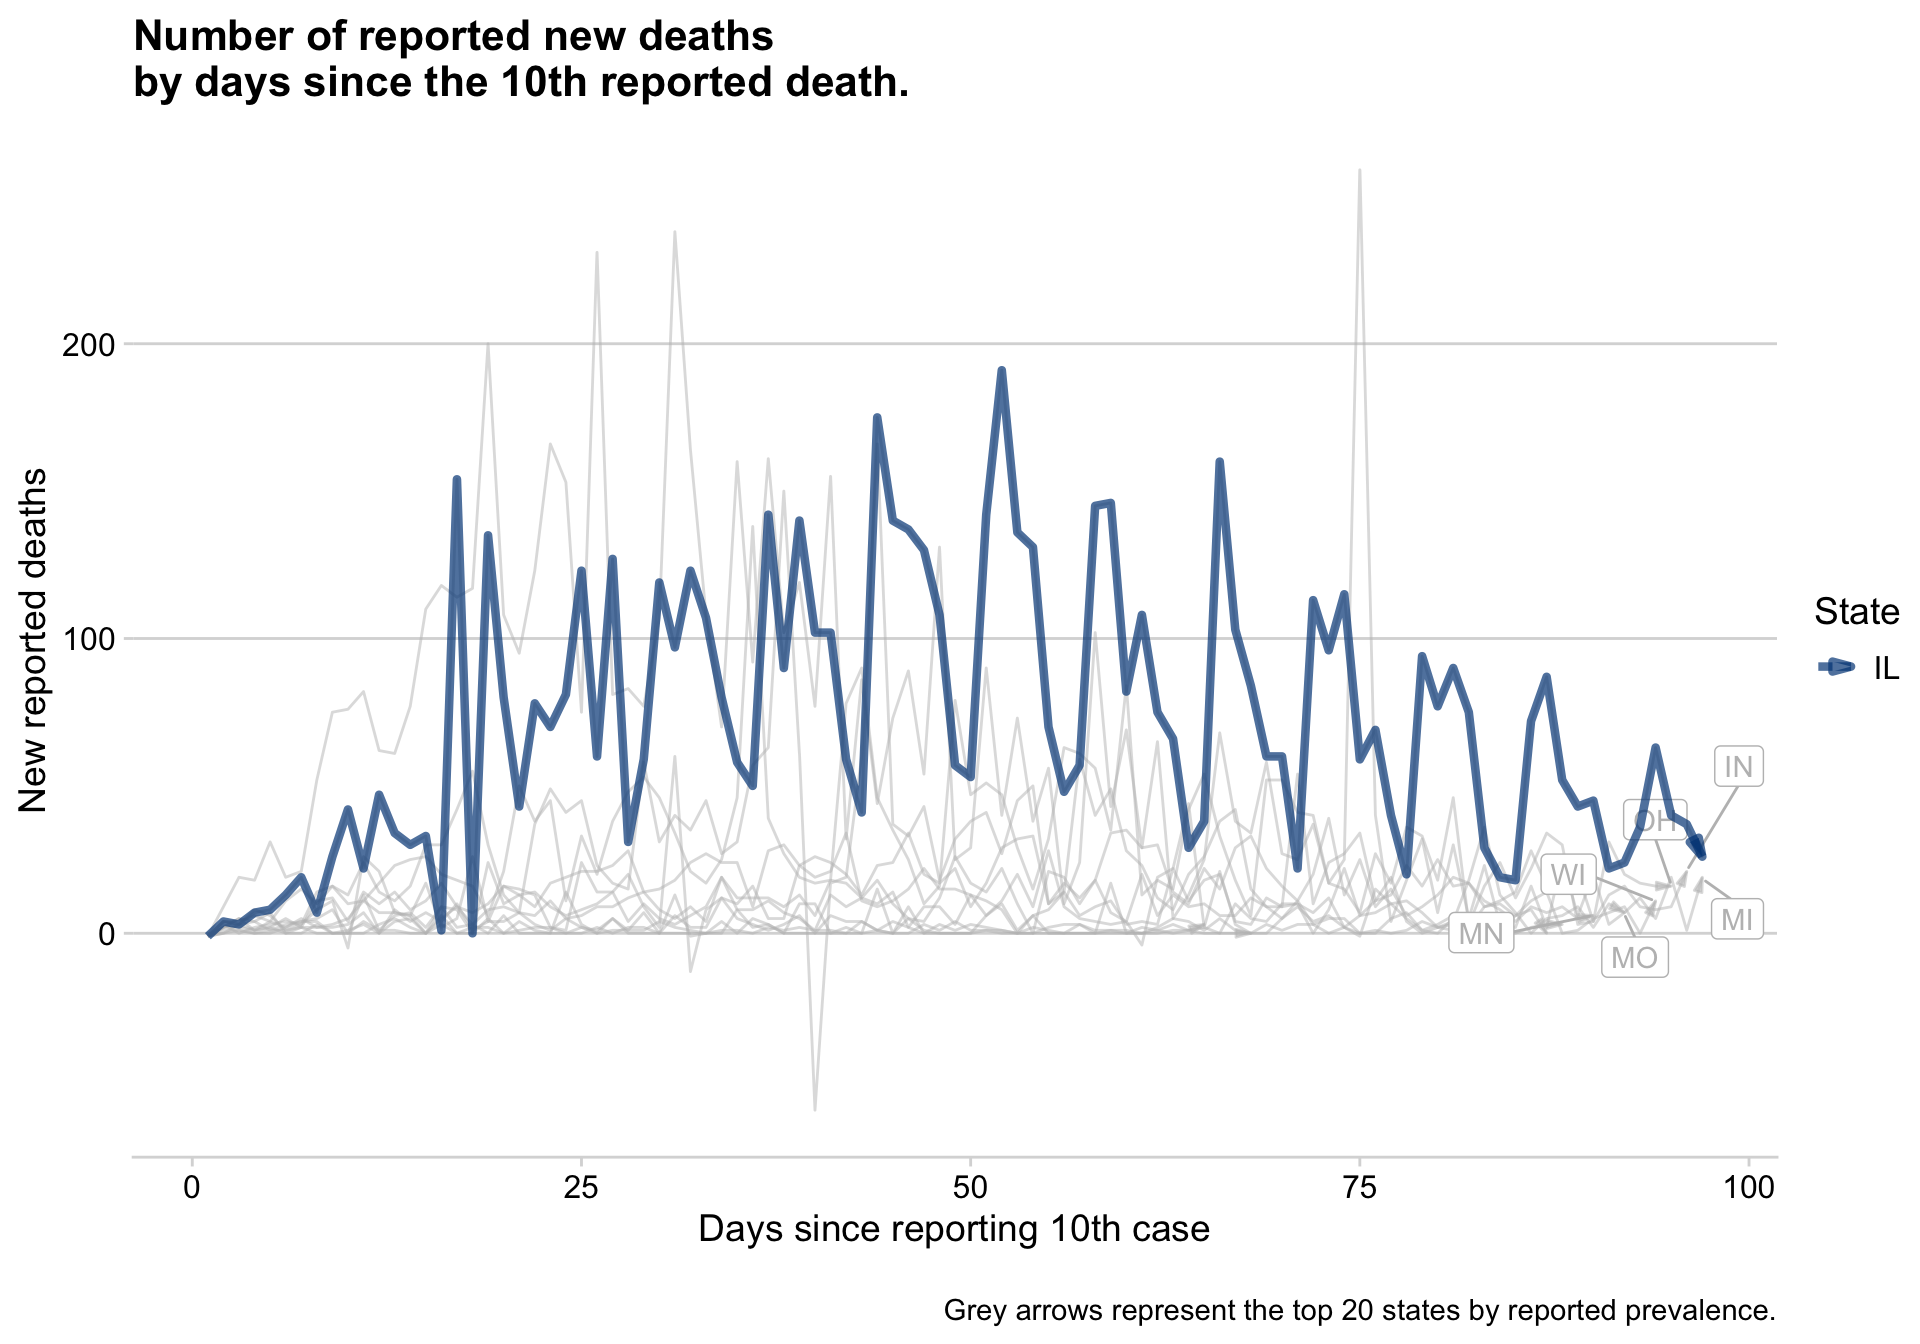 Number of reported new deaths
by days since the 10th reported death.
New reported deaths
200
100
0
0
25
50
75
100
Days since reporting 10th case
State
IL
IN
OH
WI
MI
MN
MO
Grey arrows represent the top 20 states by reported prevalence.